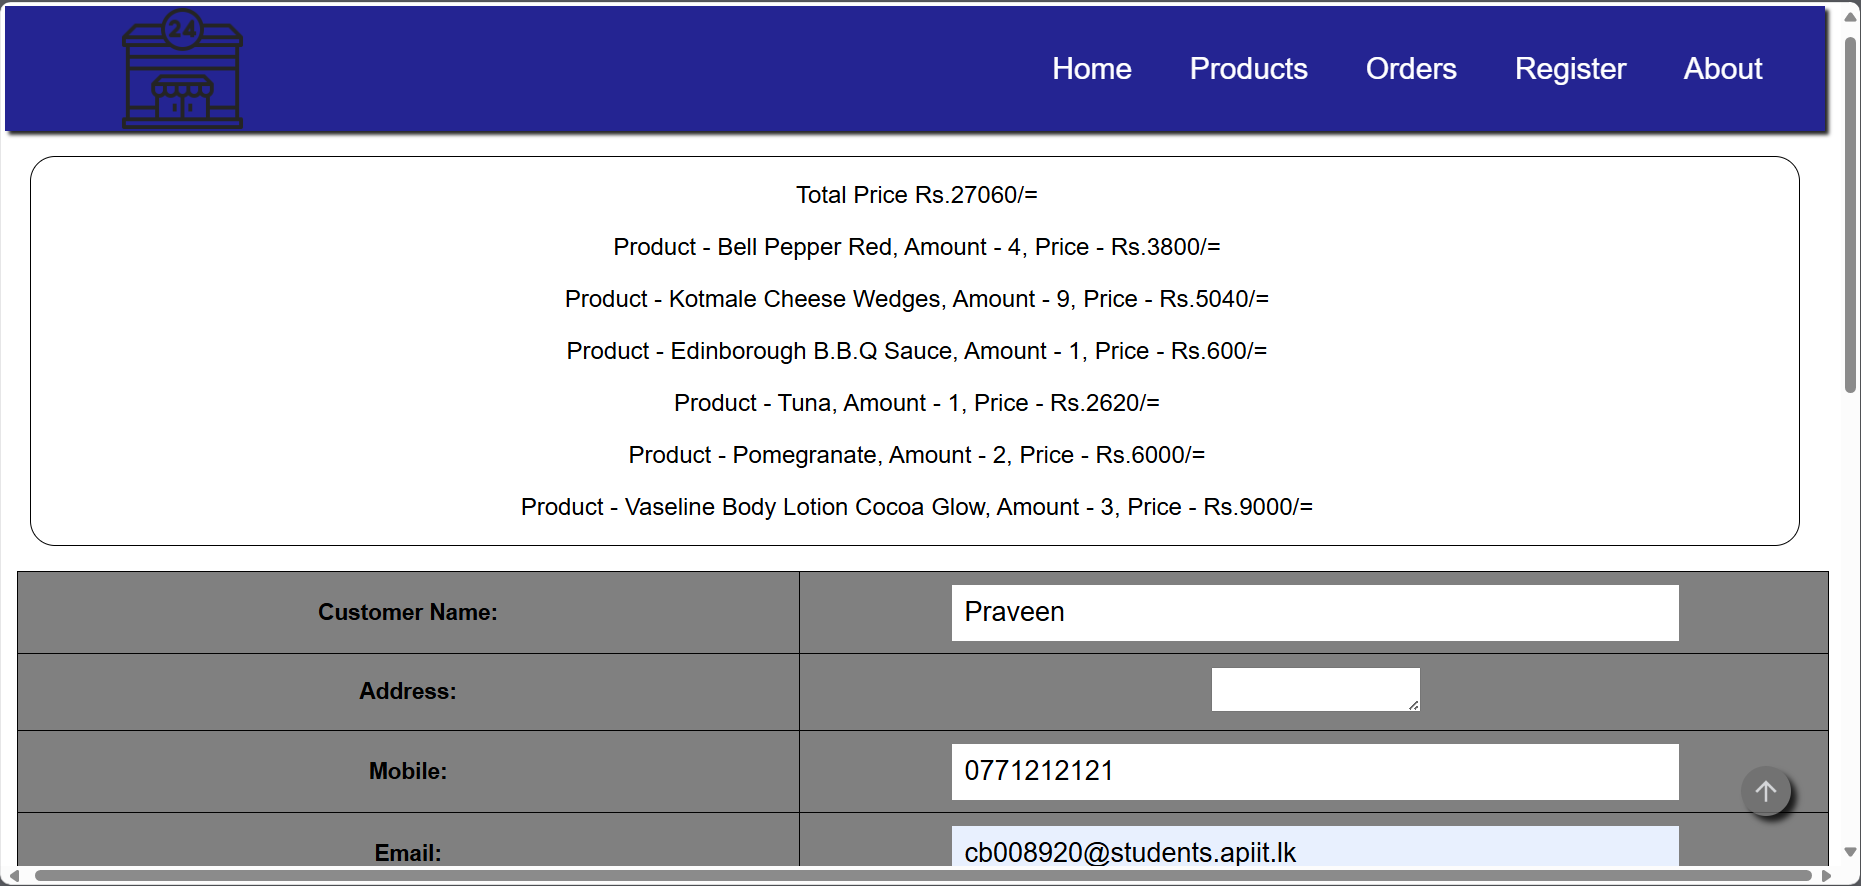 24
Home Products Orders Register About
Total Price Rs.27060/=
Product - Bell Pepper Red, Amount - 4, Price - Rs.3800/=
Product - Kotmale Cheese Wedges, Amount - 9, Price - Rs.5040/=
Product - Edinborough B.B.Q Sauce, Amount - 1, Price - Rs.600/=
Product - Tuna, Amount - 1, Price - Rs.2620/=
Product - Pomegranate, Amount - 2, Price - Rs.6000/=
Product - Vaseline Body Lotion Cocoa Glow, Amount - 3, Price - Rs.9000/=
Customer Name: Praveen
Address:
Mobile: 0771212121
Email: cb008920@students.apiit.lk